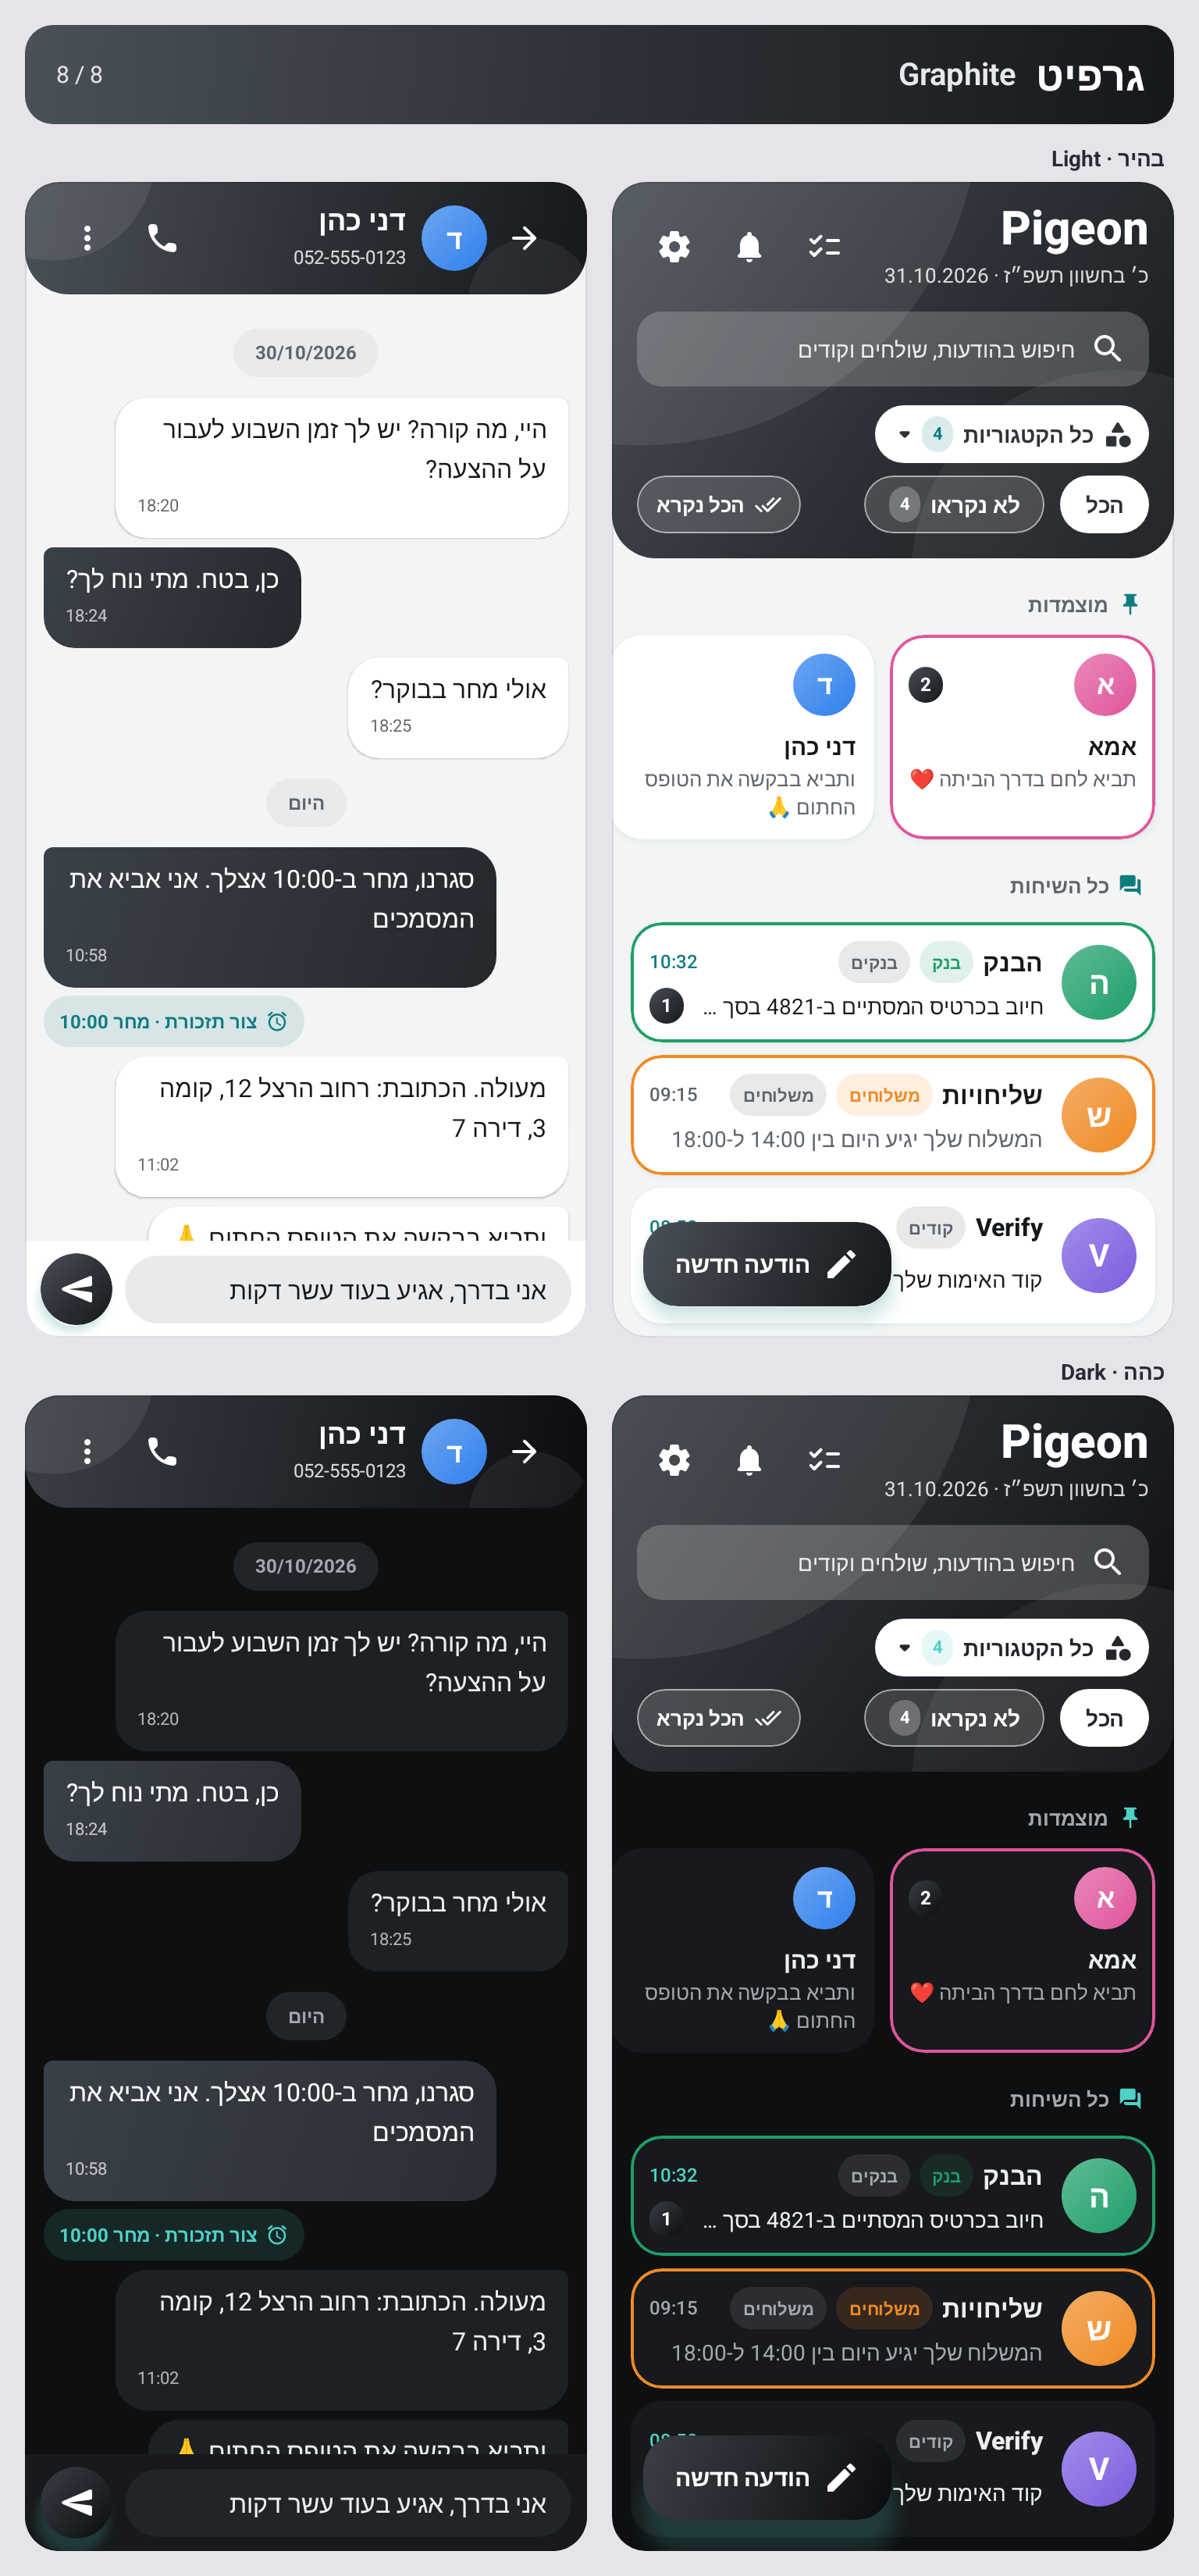 גרפיט Graphite
8 / 8
בהיר · Light
Pigeon
כ׳ בחשוון תשפ״ז · 31.10.2026
חיפוש בהודעות, שולחים וקודים
כל הקטגוריות 4
הכל
לא נקראו 4
הכל נקרא
מוצמדות
א
2
אמא
תביא לחם בדרך הביתה ❤️
ד
דני כהן
ותביא בבקשה את הטופס
החתום 🙏
כל השיחות
ה
הבנק בנק בנקים 10:32
חיוב בכרטיס המסתיים ב-4821 בסך ... 1
ש
שליחויות משלוחים משלוחים 09:15
המשלוח שלך יגיע היום בין 14:00 ל-18:00
V
Verify קודים
קוד האימות שלך
הודעה חדשה
ד
דני כהן
052-555-0123
30/10/2026
היי, מה קורה? יש לך זמן השבוע לעבור
על ההצעה?
18:20
כן, בטח. מתי נוח לך?
18:24
אולי מחר בבוקר?
18:25
היום
סגרנו, מחר ב-10:00 אצלך. אני אביא את
המסמכים
10:58
צור תזכורת · מחר 10:00
מעולה. הכתובת: רחוב הרצל 12, קומה
3, דירה 7
11:02
ותביא בבקשה את הטופס החתום 🙏
אני בדרך, אגיע בעוד עשר דקות
כהה · Dark
Pigeon
כ׳ בחשוון תשפ״ז · 31.10.2026
חיפוש בהודעות, שולחים וקודים
כל הקטגוריות 4
הכל
לא נקראו 4
הכל נקרא
מוצמדות
א
2
אמא
תביא לחם בדרך הביתה ❤️
ד
דני כהן
ותביא בבקשה את הטופס
החתום 🙏
כל השיחות
ה
הבנק בנק בנקים 10:32
חיוב בכרטיס המסתיים ב-4821 בסך ... 1
ש
שליחויות משלוחים משלוחים 09:15
המשלוח שלך יגיע היום בין 14:00 ל-18:00
V
Verify קודים
קוד האימות שלך
הודעה חדשה
ד
דני כהן
052-555-0123
30/10/2026
היי, מה קורה? יש לך זמן השבוע לעבור
על ההצעה?
18:20
כן, בטח. מתי נוח לך?
18:24
אולי מחר בבוקר?
18:25
היום
סגרנו, מחר ב-10:00 אצלך. אני אביא את
המסמכים
10:58
צור תזכורת · מחר 10:00
מעולה. הכתובת: רחוב הרצל 12, קומה
3, דירה 7
11:02
ותביא בבקשה את הטופס החתום 🙏
אני בדרך, אגיע בעוד עשר דקות